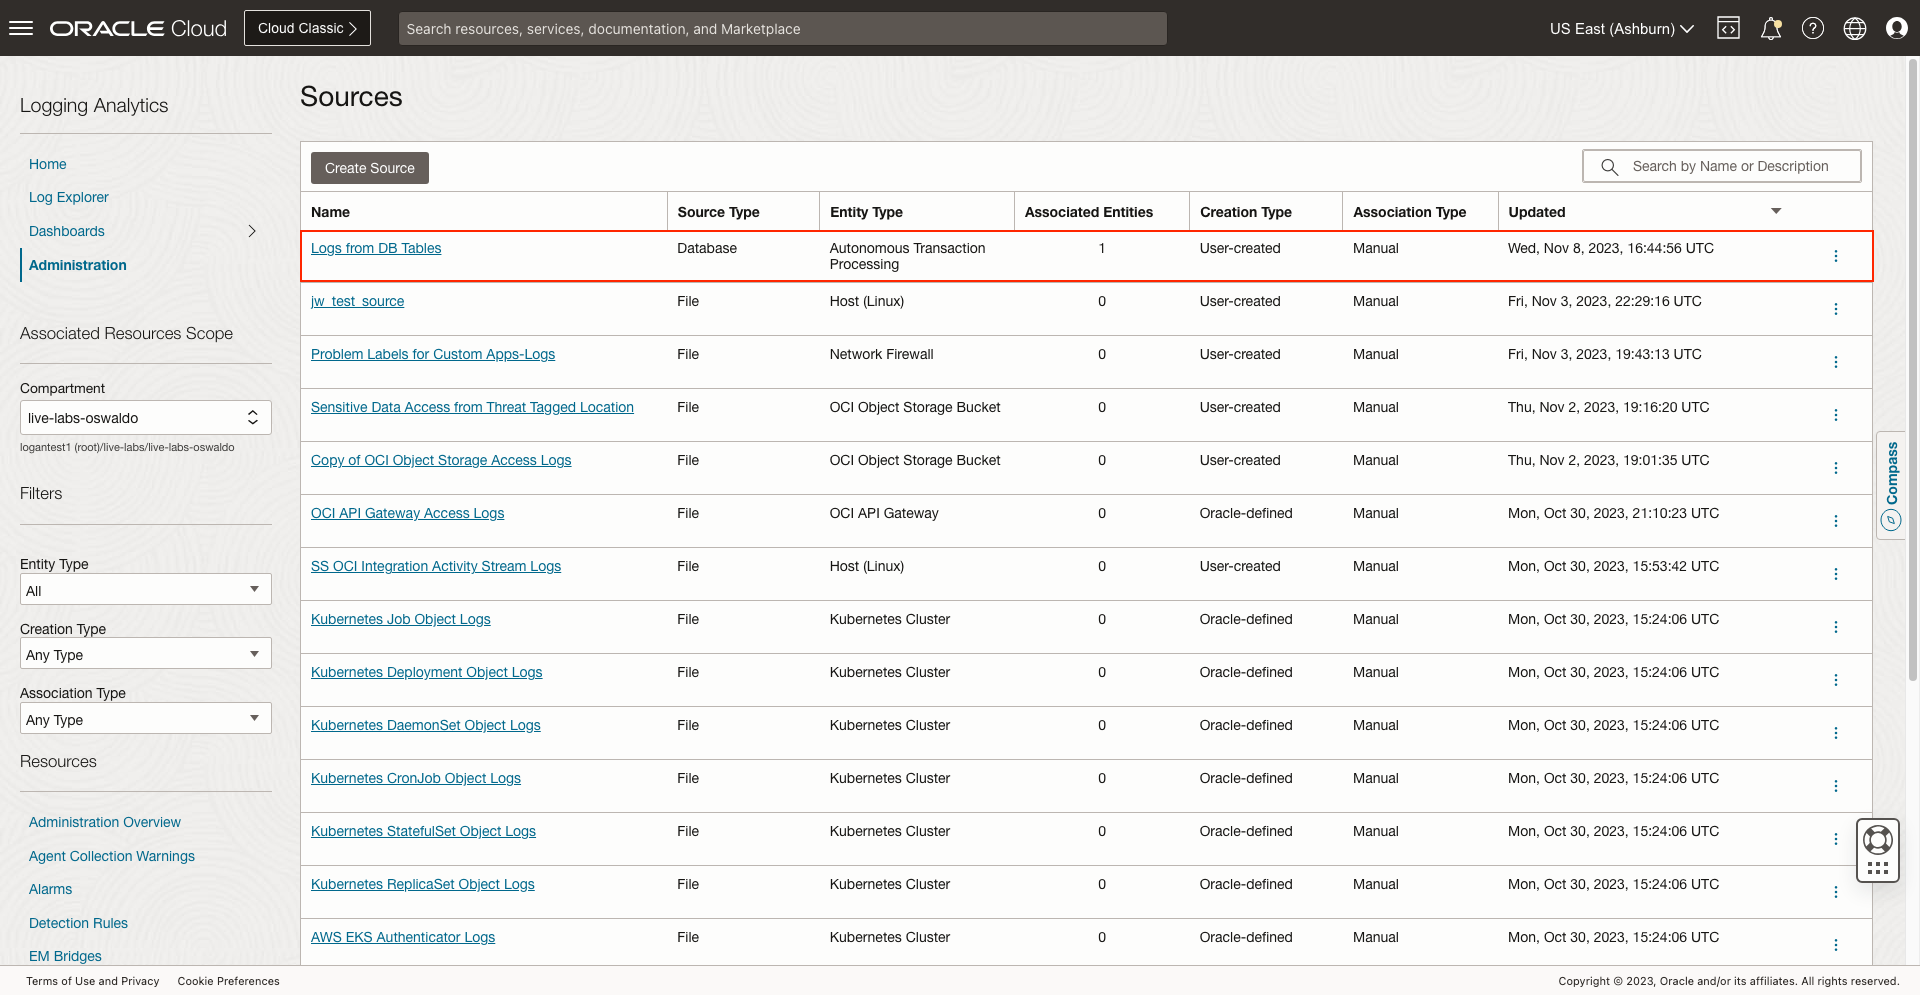 ORACLE Cloud
Cloud Classic
Search resources, services, documentation, and Marketplace
US East (Ashburn)
Logging Analytics
Home
Log Explorer
Dashboards
Administration
Associated Resources Scope
Compartment
live-labs-oswaldo
logantest1 (root)/live-labs/live-labs-oswaldo
Filters
Entity Type
All
Creation Type
Any Type
Association Type
Any Type
Resources
Administration Overview
Agent Collection Warnings
Alarms
Detection Rules
EM Bridges
Sources
Create Source
Search by Name or Description
Name Source Type Entity Type Associated Entities Creation Type Association Type Updated
Logs from DB Tables Database Autonomous Transaction Processing 1 User-created Manual Wed, Nov 8, 2023, 16:44:56 UTC
jw_test_source File Host (Linux) 0 User-created Manual Fri, Nov 3, 2023, 22:29:16 UTC
Problem Labels for Custom Apps-Logs File Network Firewall 0 User-created Manual Fri, Nov 3, 2023, 19:43:13 UTC
Sensitive Data Access from Threat Tagged Location File OCI Object Storage Bucket 0 User-created Manual Thu, Nov 2, 2023, 19:16:20 UTC
Copy of OCI Object Storage Access Logs File OCI Object Storage Bucket 0 User-created Manual Thu, Nov 2, 2023, 19:01:35 UTC
OCI API Gateway Access Logs File OCI API Gateway 0 Oracle-defined Manual Mon, Oct 30, 2023, 21:10:23 UTC
SS OCI Integration Activity Stream Logs File Host (Linux) 0 User-created Manual Mon, Oct 30, 2023, 15:53:42 UTC
Kubernetes Job Object Logs File Kubernetes Cluster 0 Oracle-defined Manual Mon, Oct 30, 2023, 15:24:06 UTC
Kubernetes Deployment Object Logs File Kubernetes Cluster 0 Oracle-defined Manual Mon, Oct 30, 2023, 15:24:06 UTC
Kubernetes DaemonSet Object Logs File Kubernetes Cluster 0 Oracle-defined Manual Mon, Oct 30, 2023, 15:24:06 UTC
Kubernetes CronJob Object Logs File Kubernetes Cluster 0 Oracle-defined Manual Mon, Oct 30, 2023, 15:24:06 UTC
Kubernetes StatefulSet Object Logs File Kubernetes Cluster 0 Oracle-defined Manual Mon, Oct 30, 2023, 15:24:06 UTC
Kubernetes ReplicaSet Object Logs File Kubernetes Cluster 0 Oracle-defined Manual Mon, Oct 30, 2023, 15:24:06 UTC
AWS EKS Authenticator Logs File Kubernetes Cluster 0 Oracle-defined Manual Mon, Oct 30, 2023, 15:24:06 UTC
Compass
Terms of Use and Privacy Cookie Preferences
Copyright © 2023, Oracle and/or its affiliates. All rights reserved.